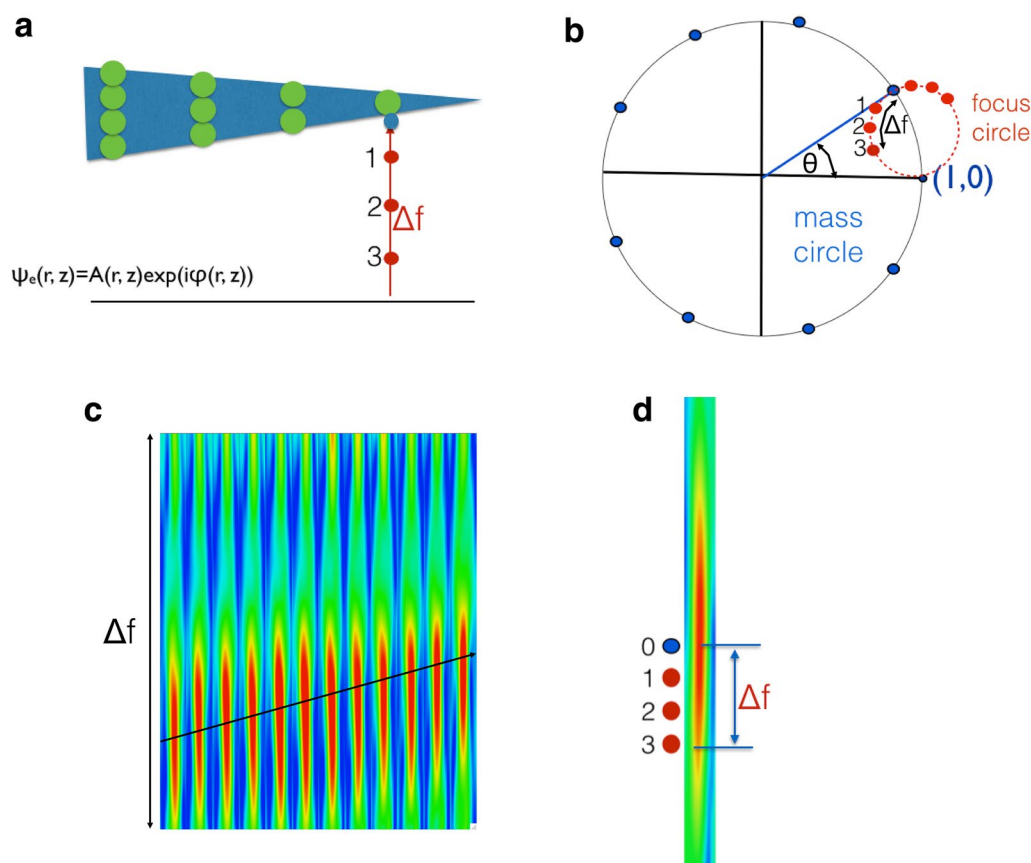 a
1
2
Δf
3
ψₑ(r, z)=A(r, z)exp(iφ(r, z))
b
1
2
3
Δf
focus
circle
θ
(1,0)
mass
circle
c
Δf
d
0
1
2
3
Δf